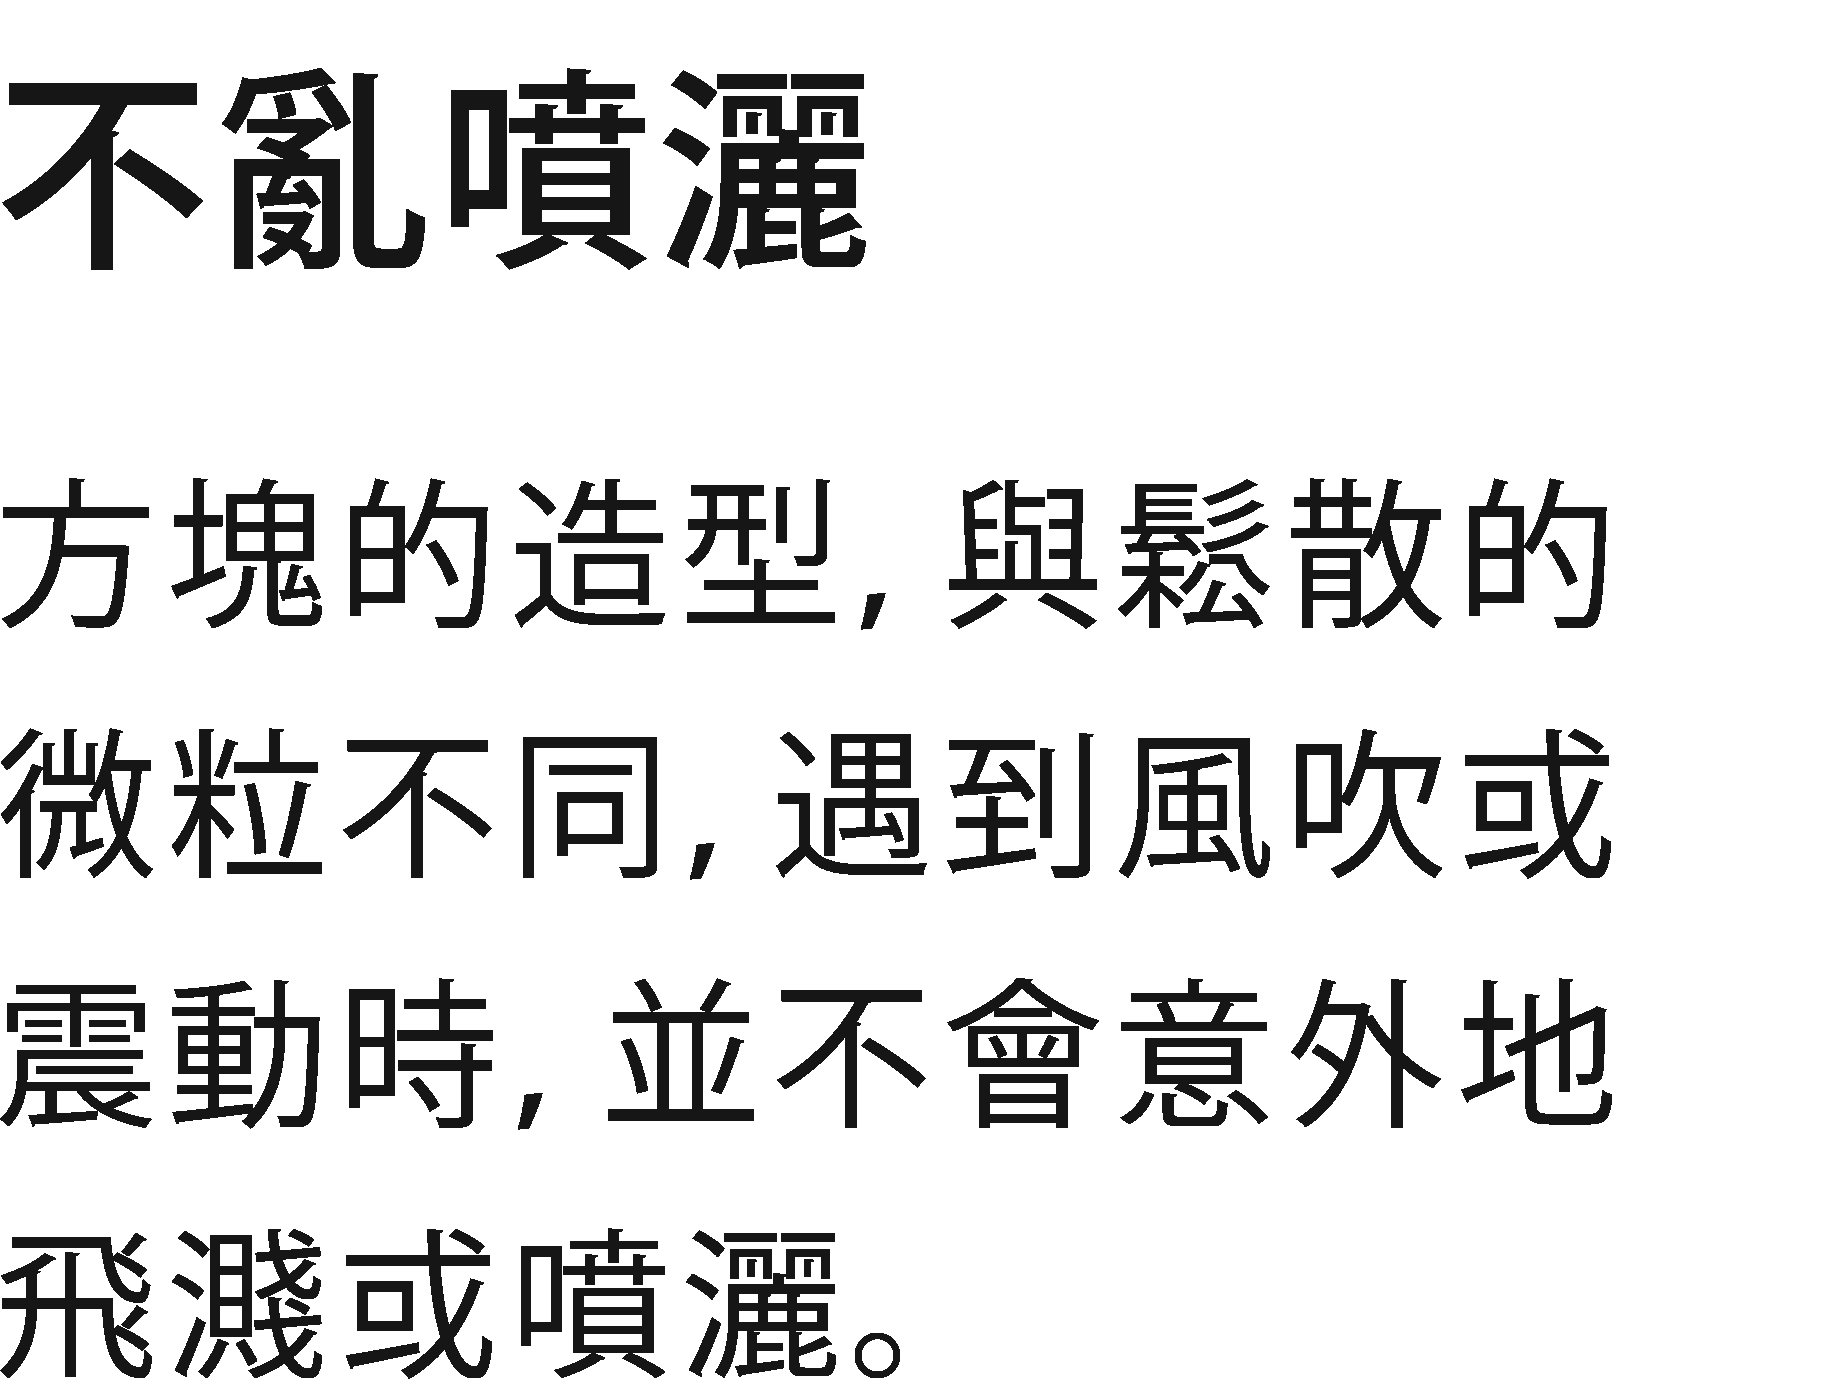 不亂噴灑
方塊的造型, 與鬆散的
微粒不同, 遇到風吹或
震動時, 並不會意外地
飛濺或噴灑。